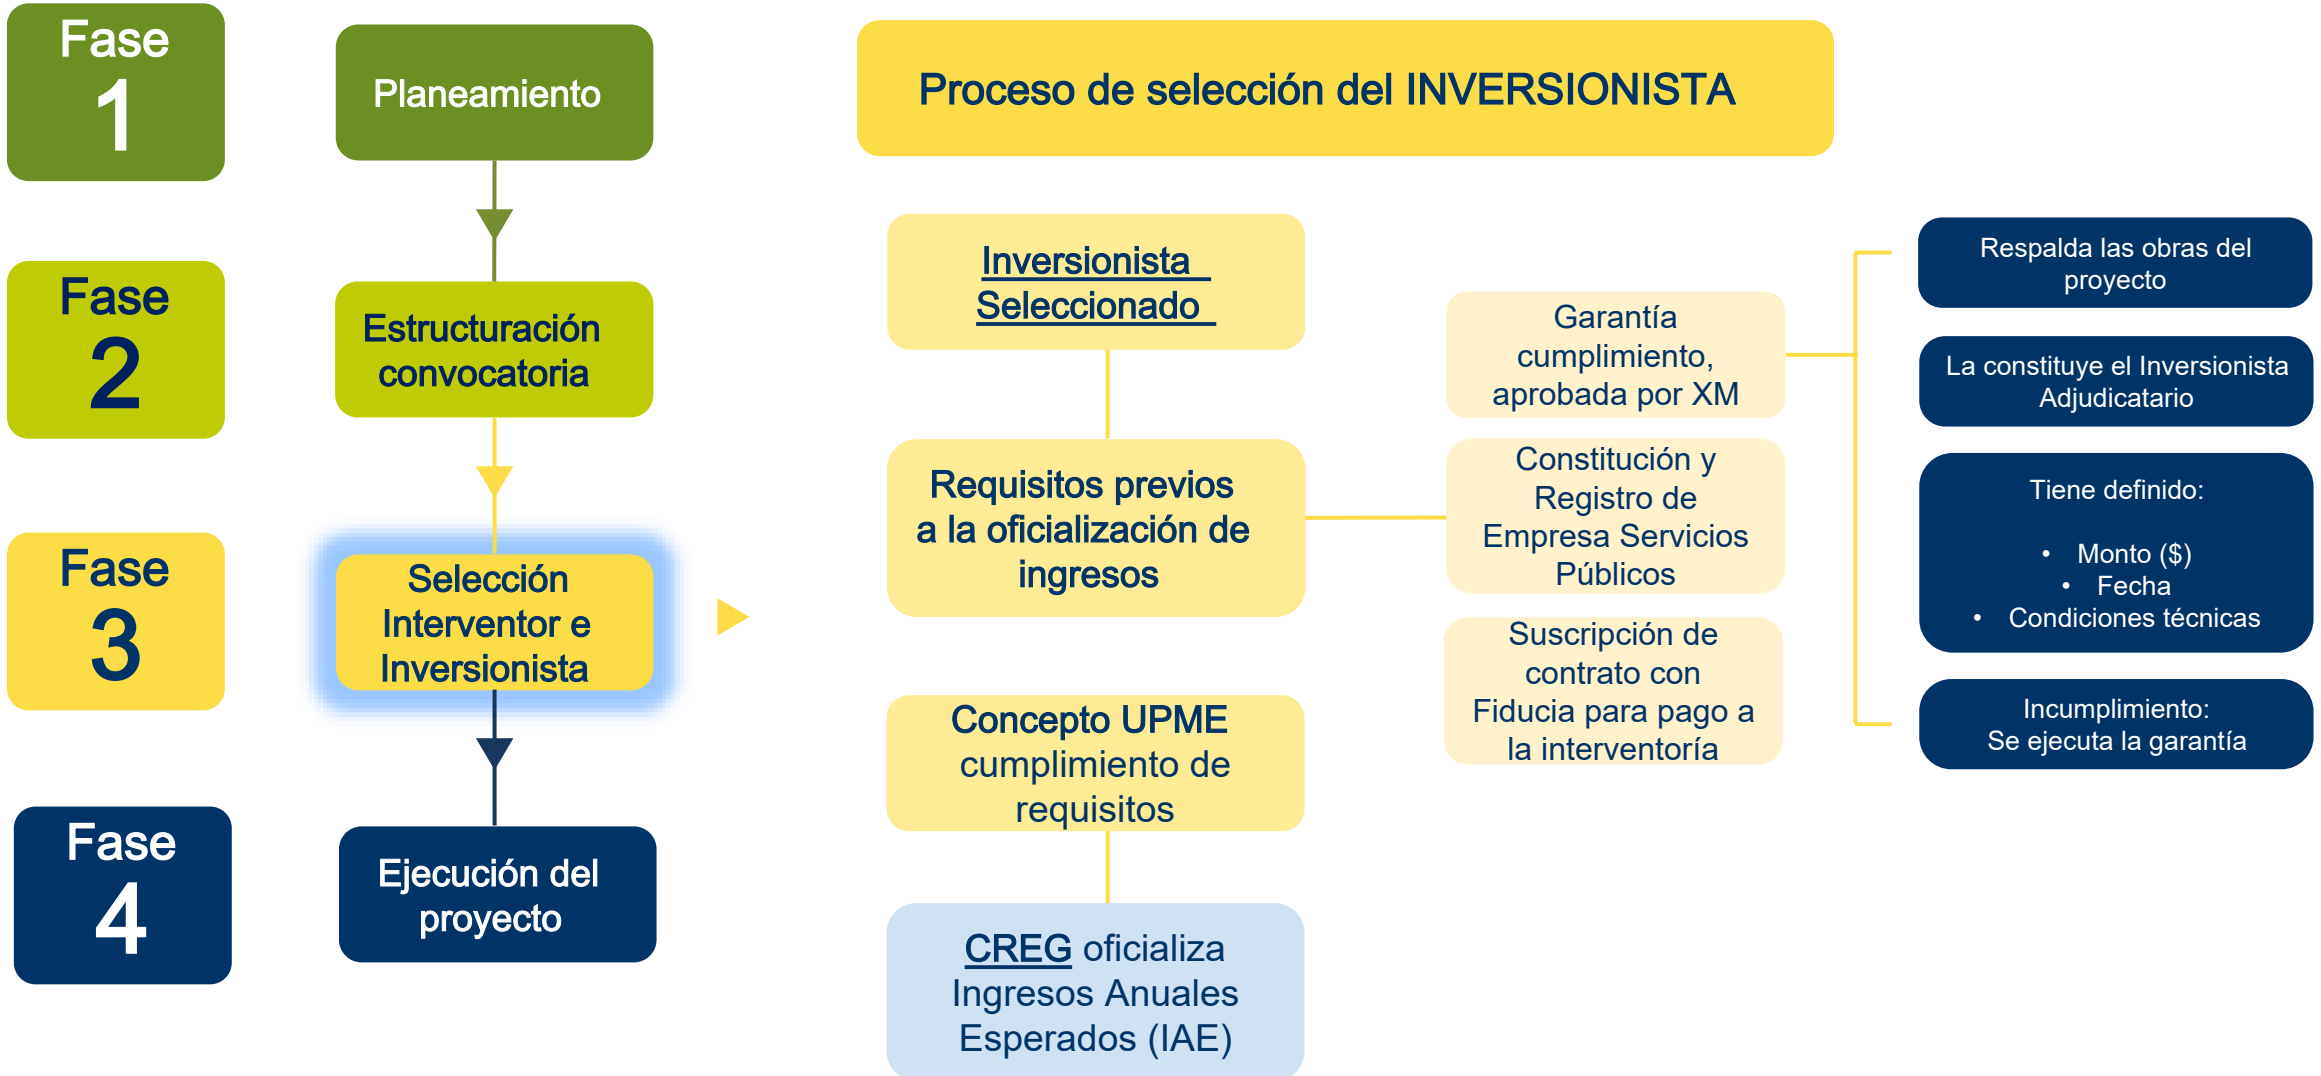 Fase
1
Planeamiento
Proceso de selección del INVERSIONISTA
Fase
2
Estructuración
convocatoria
Fase
3
Selección
Interventor e
Inversionista
Fase
4
Ejecución del
proyecto
Inversionista
Seleccionado
Requisitos previos
a la oficialización de
ingresos
Concepto UPME
cumplimiento de
requisitos
CREG oficializa
Ingresos Anuales
Esperados (IAE)
Garantía
cumplimiento,
aprobada por XM
Constitución y
Registro de
Empresa Servicios
Públicos
Suscripción de
contrato con
Fiducia para pago a
la interventoría
Respalda las obras del
proyecto
La constituye el Inversionista
Adjudicatario
Tiene definido:
• Monto ($)
• Fecha
• Condiciones técnicas
Incumplimiento:
Se ejecuta la garantía